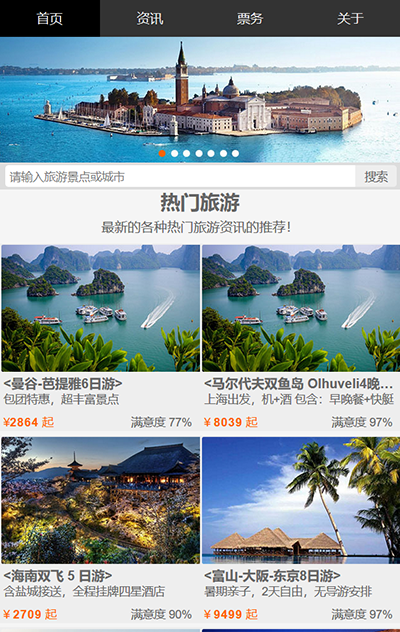 首页 资讯 票务 关于
请输入旅游景点或城市 搜索
热门旅游
最新的各种热门旅游资讯的推荐!
<曼谷-芭提雅6日游> <马尔代夫双鱼岛 Olhuveli4晚...
包团特惠，超丰富景点 上海出发，机+酒 包含：早晚餐+快艇
¥2864 起 满意度 77% ¥ 8039 起 满意度 97%
<海南双飞 5 日游> <富山-大阪-东京8日游>
含盐城接送，全程挂牌四星酒店 暑期亲子，2天自由，无导游安排
¥ 2709 起 满意度 90% ¥ 9499 起 满意度 97%